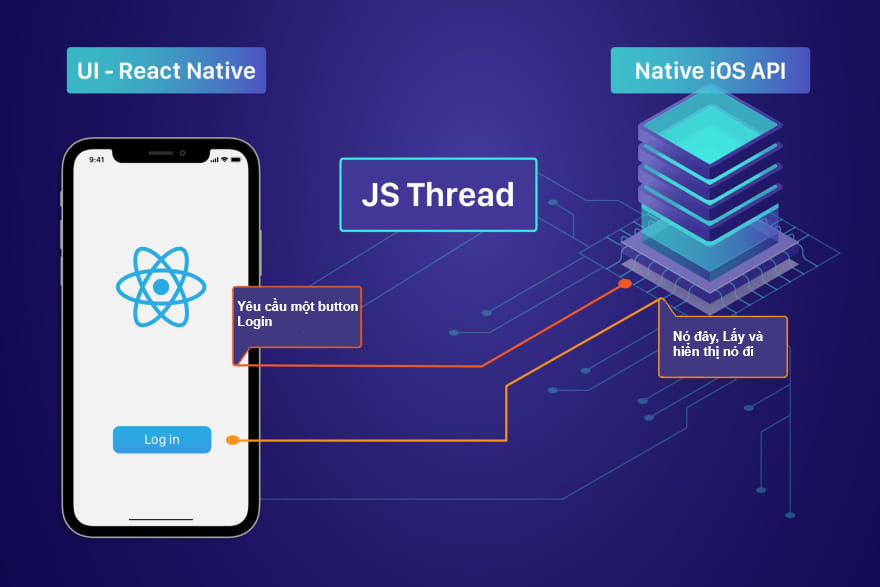 UI - React Native
Native iOS API
9:41
JS Thread
Yêu cầu một button
Login
Nó đây, Lấy và
hiển thị nó đi
Log in